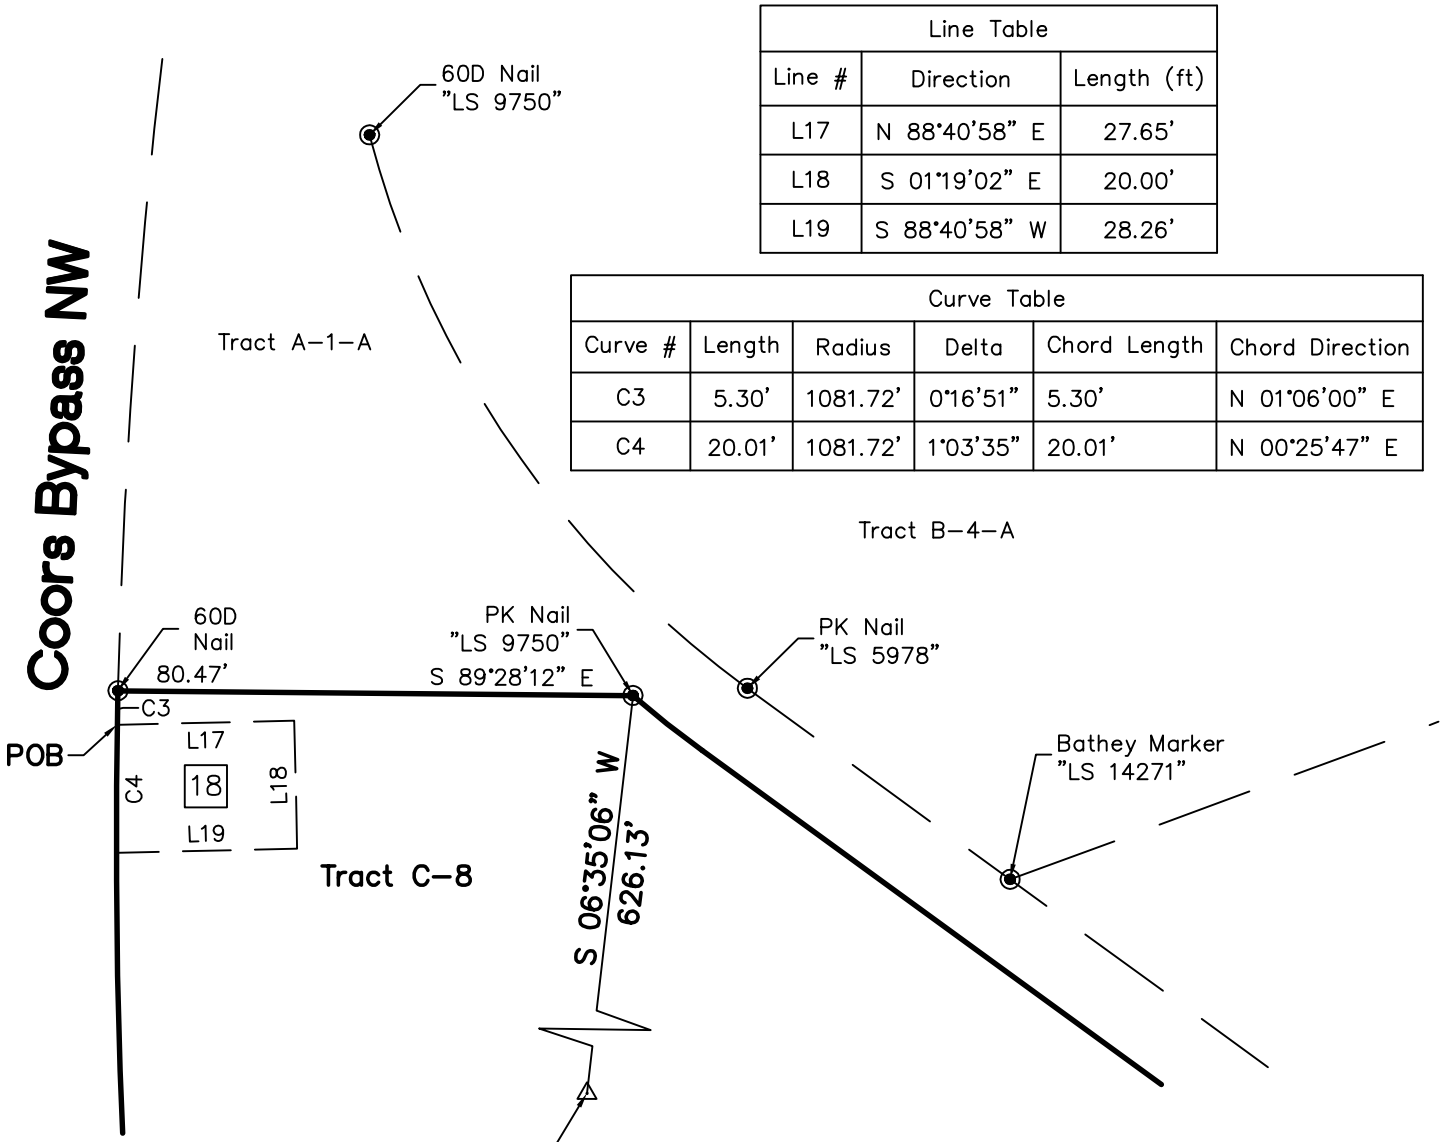 Line Table
Line # Direction Length (ft)
L17 N 88°40'58" E 27.65'
L18 S 01°19'02" E 20.00'
L19 S 88°40'58" W 28.26'
60D Nail
"LS 9750"
Coors Bypass NW
Tract A-1-A
Curve Table
Curve # Length Radius Delta Chord Length Chord Direction
C3 5.30' 1081.72' 0°16'51" 5.30' N 01°06'00" E
C4 20.01' 1081.72' 1°03'35" 20.01' N 00°25'47" E
Tract B-4-A
60D
Nail
80.47'
PK Nail
"LS 9750"
S 89°28'12" E
PK Nail
"LS 5978"
C3
POB
L17
C4
18
L18
L19
Tract C-8
S 06°35'06" W
626.13'
Bathey Marker
"LS 14271"